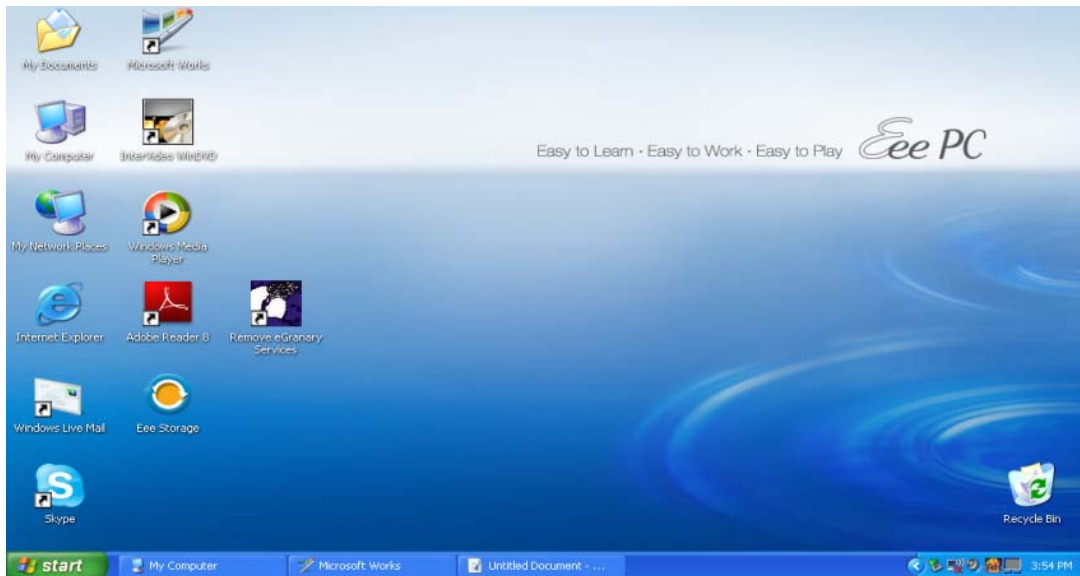 My Documents
Microsoft Works
My Computer
InterVideo WinDVD
Easy to Learn · Easy to Work · Easy to Play
Eee PC
My Network Places
Windows Media
Player
Internet Explorer
Adobe Reader 8
Remove eGranary
Services
Windows Live Mail
Eee Storage
Skype
Recycle Bin
start
My Computer
Microsoft Works
Untitled Document - ...
3:54 PM